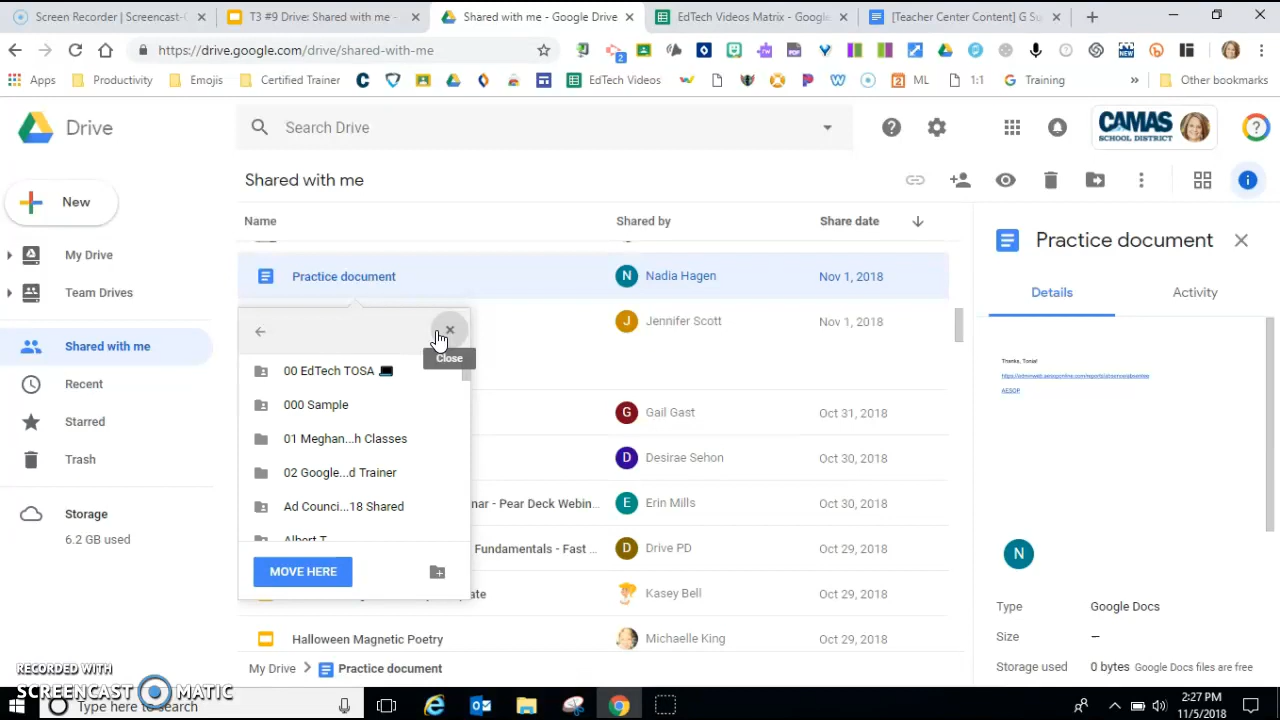 Screen Recorder | Screencast-O
T3 #9 Drive: Shared with me
Shared with me - Google Drive
EdTech Videos Matrix - Google
[Teacher Center Content] G Su
https://drive.google.com/drive/shared-with-me
2
NEW
Apps
Productivity
Emojis
Certified Trainer
EdTech Videos
ML
1:1
Training
Other bookmarks
Drive
Search Drive
CAMAS
SCHOOL DISTRICT
New
Shared with me
My Drive
Team Drives
Shared with me
Recent
Starred
Trash
Storage
6.2 GB used
Name
Shared by
Share date
Practice document
N
Nadia Hagen
Nov 1, 2018
J
Jennifer Scott
Nov 1, 2018
G
Gail Gast
Oct 31, 2018
D
Desirae Sehon
Oct 30, 2018
nar - Pear Deck Webin...
E
Erin Mills
Oct 30, 2018
Fundamentals - Fast ...
D
Drive PD
Oct 29, 2018
ate
Kasey Bell
Oct 29, 2018
Halloween Magnetic Poetry
Michaelle King
Oct 29, 2018
Close
00 EdTech TOSA
000 Sample
01 Meghan...h Classes
02 Google...d Trainer
Ad Counci...18 Shared
Albert T
MOVE HERE
My Drive
Practice document
Practice document
Details
Activity
Thanks, Tonia!
AESOP
N
Type
Google Docs
Size
–
Storage used
0 bytes
Google Docs files are free
RECORDED WITH
SCREENCAST MATIC
Type here to search
2:27 PM
11/5/2018